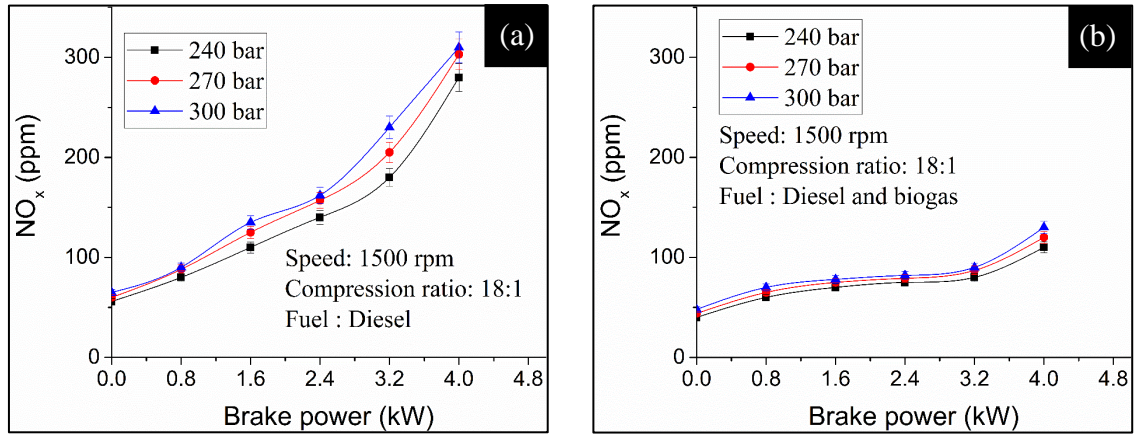 (a)
240 bar
270 bar
300 bar
Speed: 1500 rpm
Compression ratio: 18:1
Fuel : Diesel
NOx (ppm)
300
200
100
0
0.0 0.8 1.6 2.4 3.2 4.0 4.8
Brake power (kW)
(b)
240 bar
270 bar
300 bar
Speed: 1500 rpm
Compression ratio: 18:1
Fuel : Diesel and biogas
NOx (ppm)
300
200
100
0
0.0 0.8 1.6 2.4 3.2 4.0 4.8
Brake power (kW)